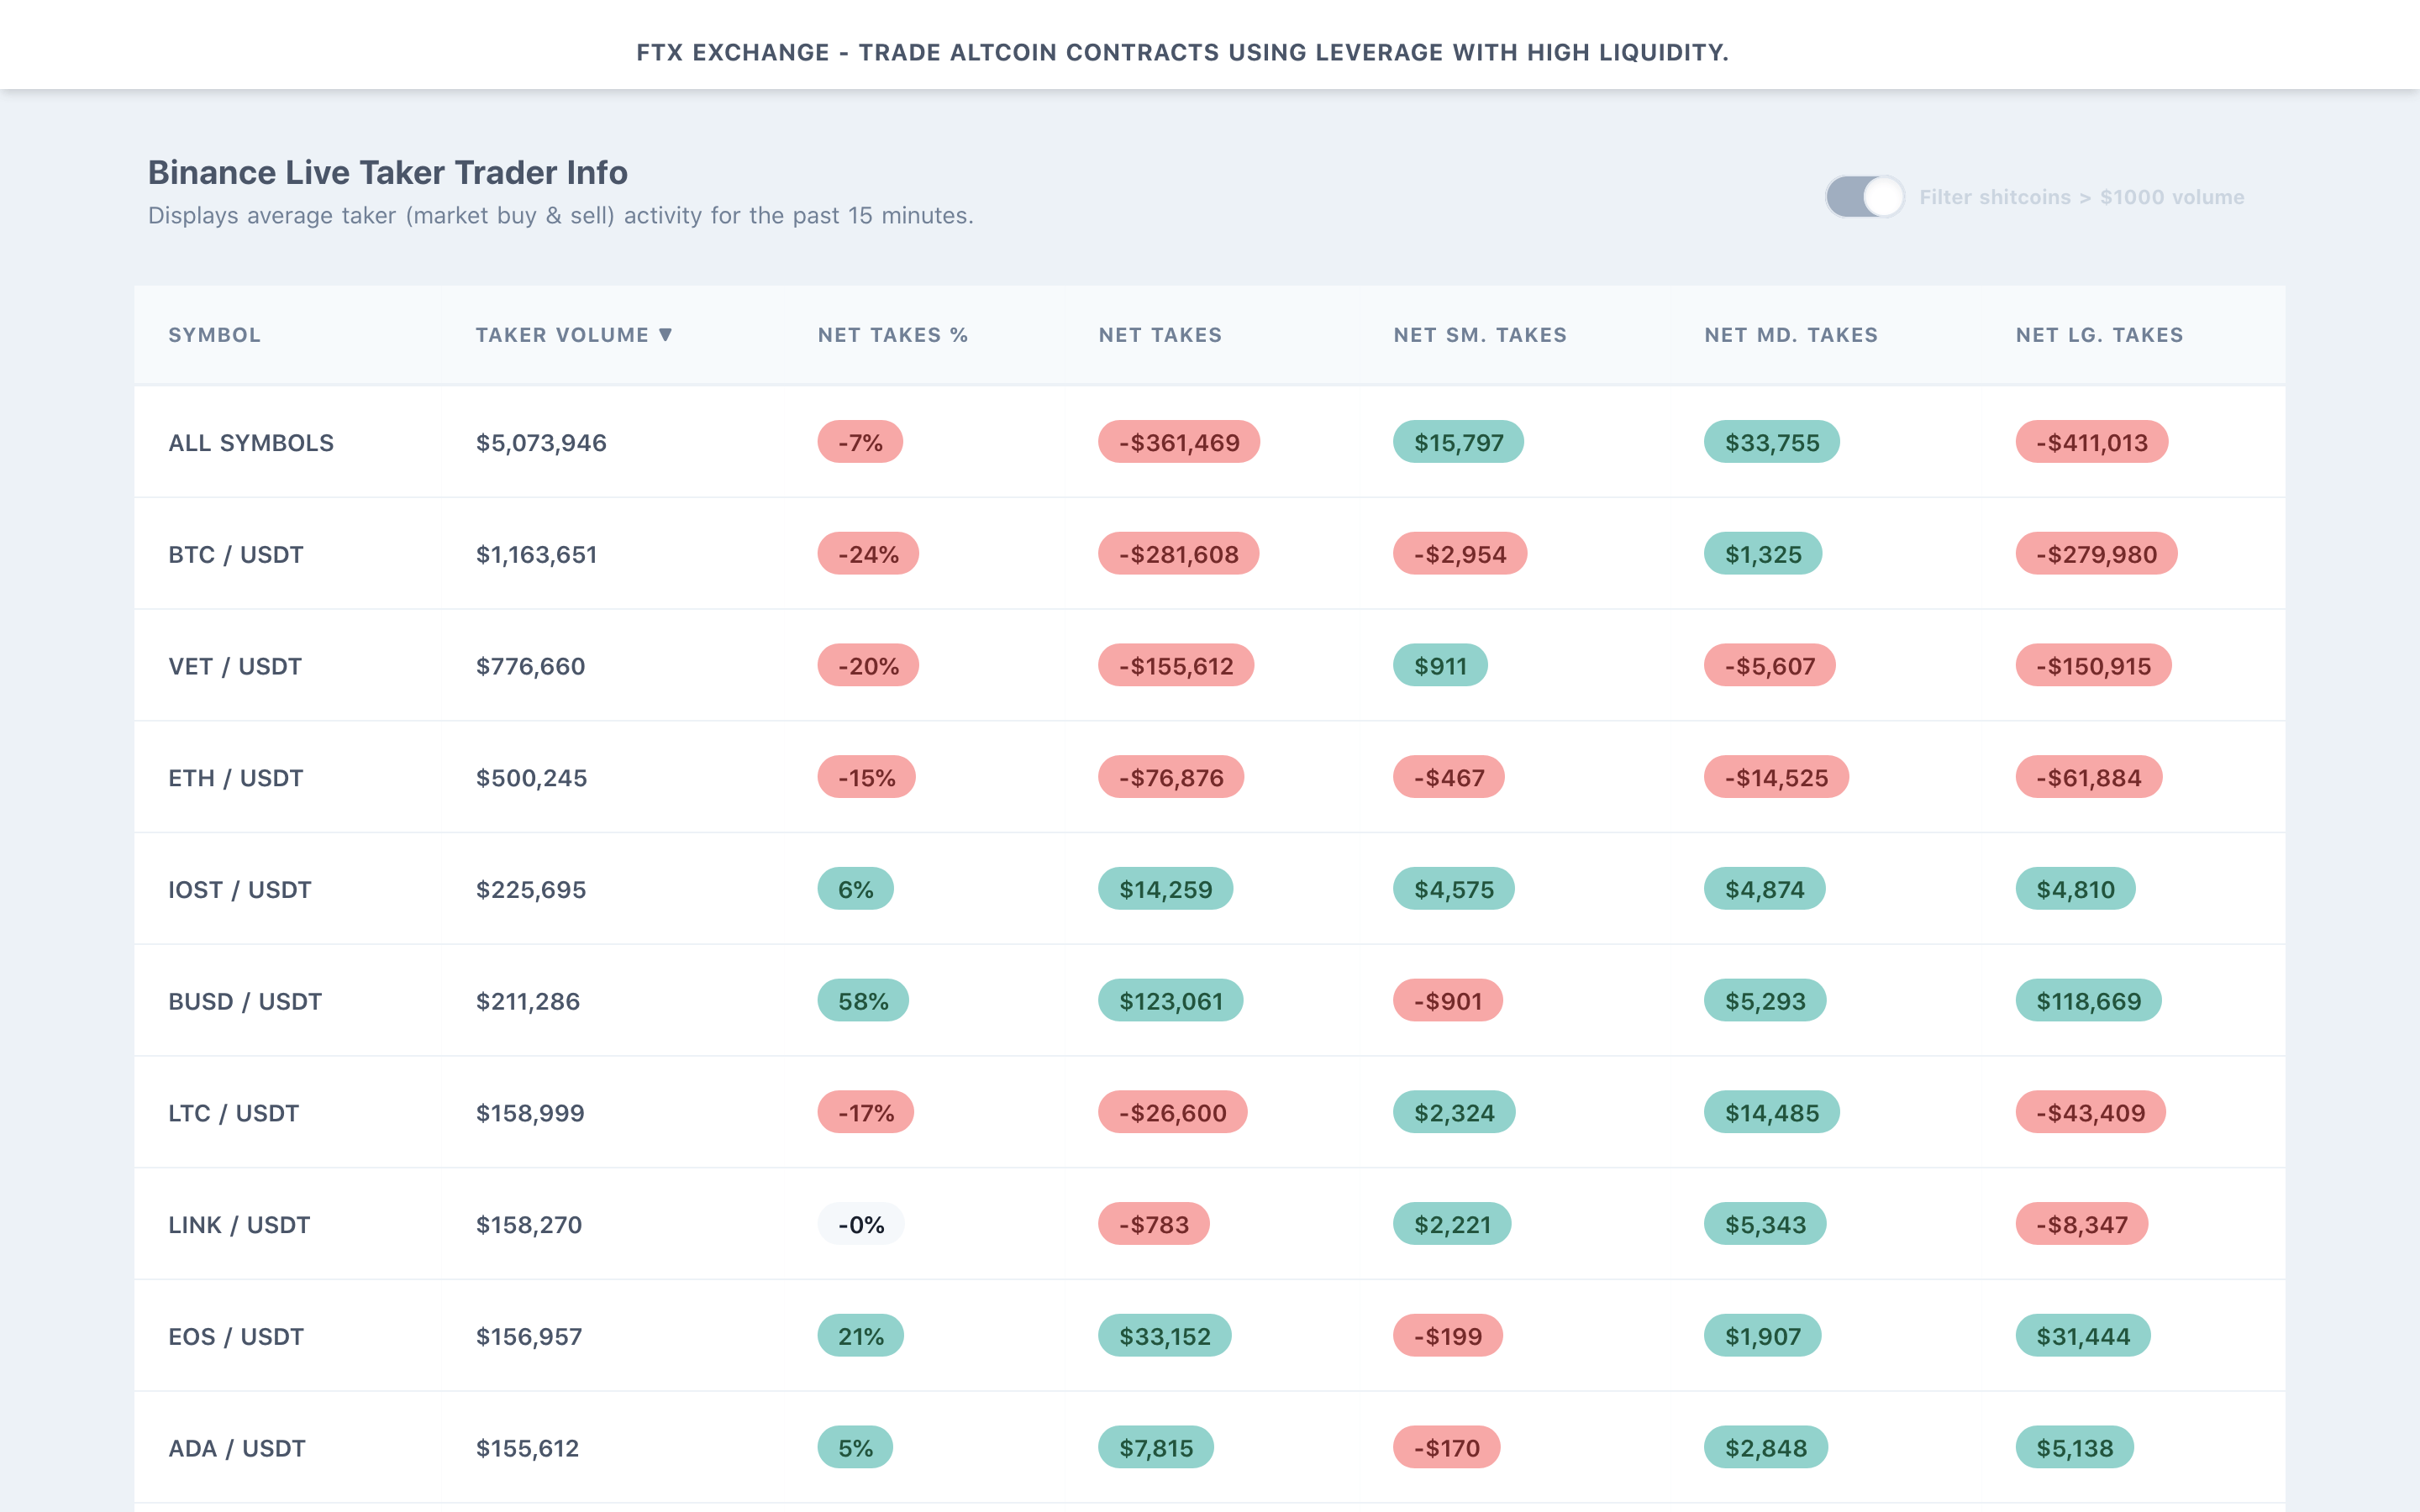 FTX EXCHANGE - TRADE ALTCOIN CONTRACTS USING LEVERAGE WITH HIGH LIQUIDITY.
Binance Live Taker Trader Info
Displays average taker (market buy & sell) activity for the past 15 minutes.
Filter shitcoins > $1000 volume
SYMBOL TAKER VOLUME ▼ NET TAKES % NET TAKES NET SM. TAKES NET MD. TAKES NET LG. TAKES
ALL SYMBOLS $5,073,946 -7% -$361,469 $15,797 $33,755 -$411,013
BTC / USDT $1,163,651 -24% -$281,608 -$2,954 $1,325 -$279,980
VET / USDT $776,660 -20% -$155,612 $911 -$5,607 -$150,915
ETH / USDT $500,245 -15% -$76,876 -$467 -$14,525 -$61,884
IOST / USDT $225,695 6% $14,259 $4,575 $4,874 $4,810
BUSD / USDT $211,286 58% $123,061 -$901 $5,293 $118,669
LTC / USDT $158,999 -17% -$26,600 $2,324 $14,485 -$43,409
LINK / USDT $158,270 -0% -$783 $2,221 $5,343 -$8,347
EOS / USDT $156,957 21% $33,152 -$199 $1,907 $31,444
ADA / USDT $155,612 5% $7,815 -$170 $2,848 $5,138